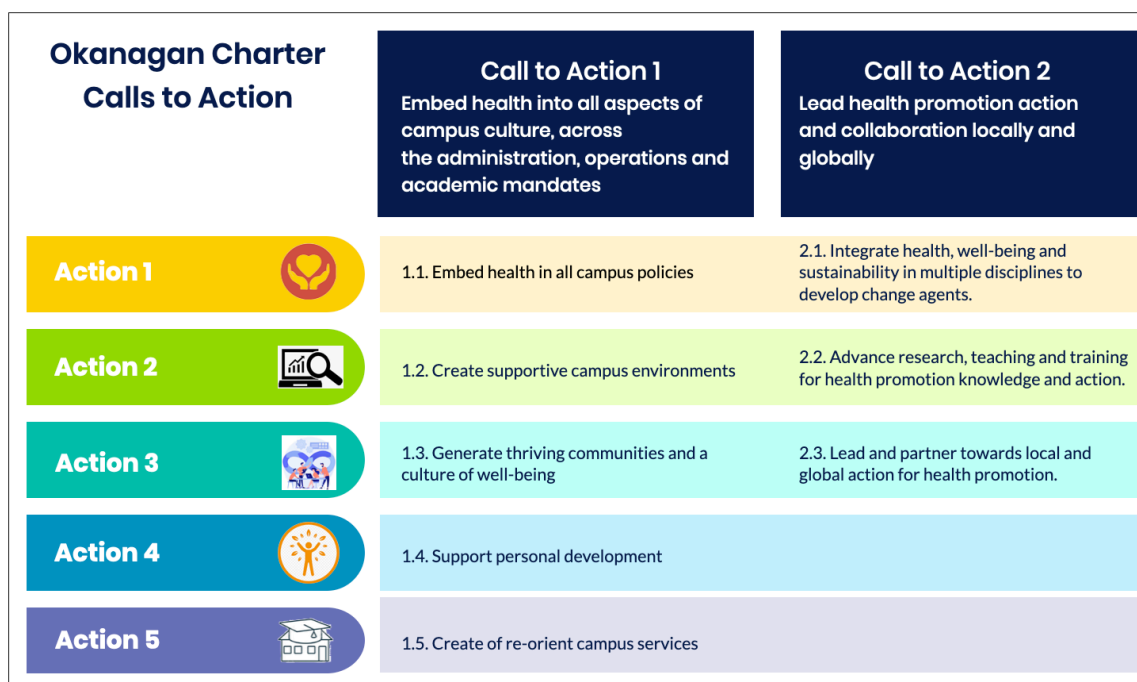 Okanagan Charter
Calls to Action
Call to Action 1
Embed health into all aspects of
campus culture, across
the administration, operations and
academic mandates
Call to Action 2
Lead health promotion action
and collaboration locally and
globally
Action 1
1.1. Embed health in all campus policies
2.1. Integrate health, well-being and
sustainability in multiple disciplines to
develop change agents.
Action 2
1.2. Create supportive campus environments
2.2. Advance research, teaching and training
for health promotion knowledge and action.
Action 3
1.3. Generate thriving communities and a
culture of well-being
2.3. Lead and partner towards local and
global action for health promotion.
Action 4
1.4. Support personal development
Action 5
1.5. Create of re-orient campus services